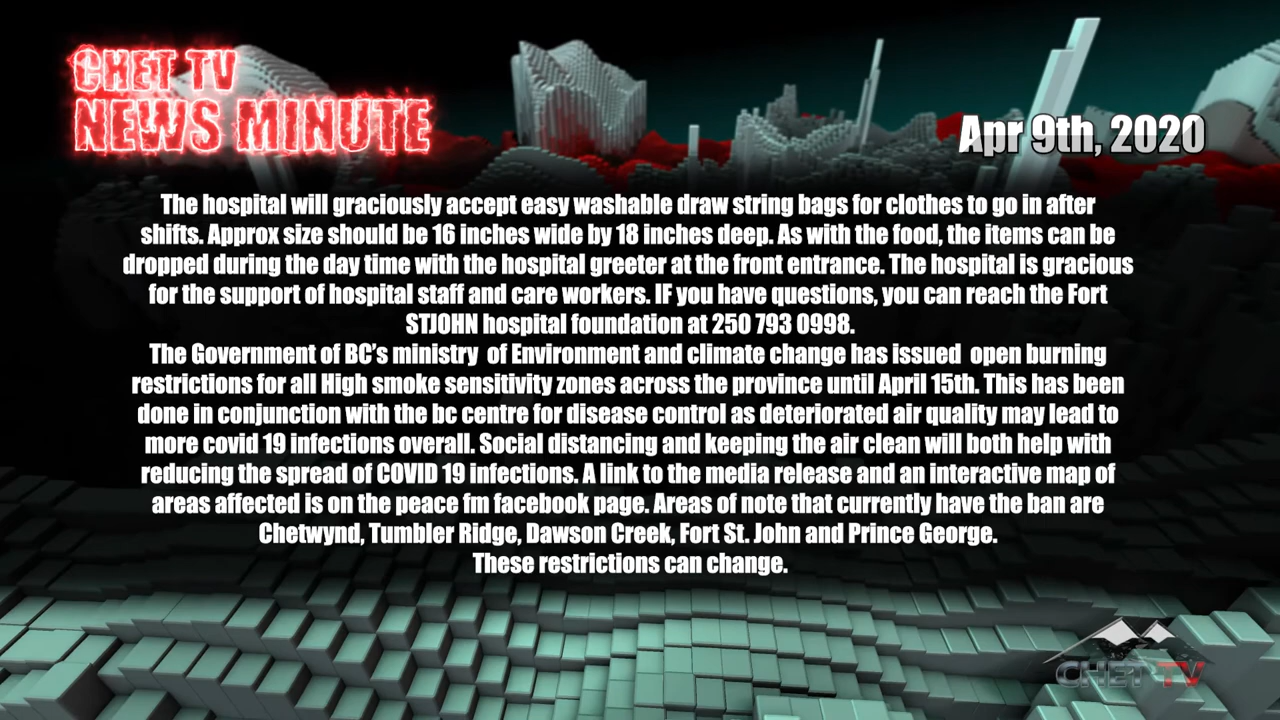 CHET TV
NEWS MINUTE
Apr 9th, 2020
The hospital will graciously accept easy washable draw string bags for clothes to go in after
shifts. Approx size should be 16 inches wide by 18 inches deep. As with the food, the items can be
dropped during the day time with the hospital greeter at the front entrance. The hospital is gracious
for the support of hospital staff and care workers. IF you have questions, you can reach the Fort
STJOHN hospital foundation at 250 793 0998.
The Government of BC's ministry  of Environment and climate change has issued  open burning
restrictions for all High smoke sensitivity zones across the province until April 15th. This has been
done in conjunction with the bc centre for disease control as deteriorated air quality may lead to
more covid 19 infections overall. Social distancing and keeping the air clean will both help with
reducing the spread of COVID 19 infections. A link to the media release and an interactive map of
areas affected is on the peace fm facebook page. Areas of note that currently have the ban are
Chetwynd, Tumbler Ridge, Dawson Creek, Fort St. John and Prince George.
These restrictions can change.
CHET TV